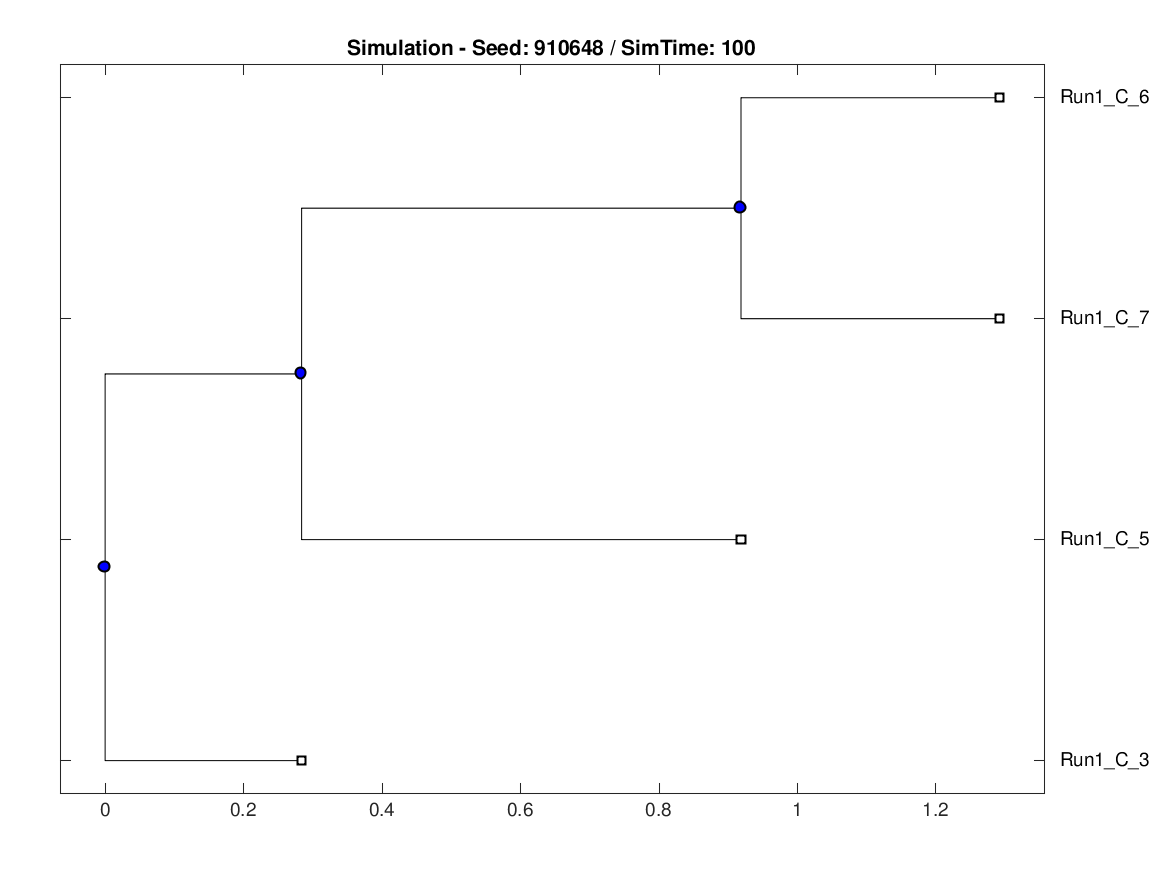 Simulation - Seed: 910648 / SimTime: 100
Run1_C_6
Run1_C_7
Run1_C_5
Run1_C_3
0 0.2 0.4 0.6 0.8 1 1.2